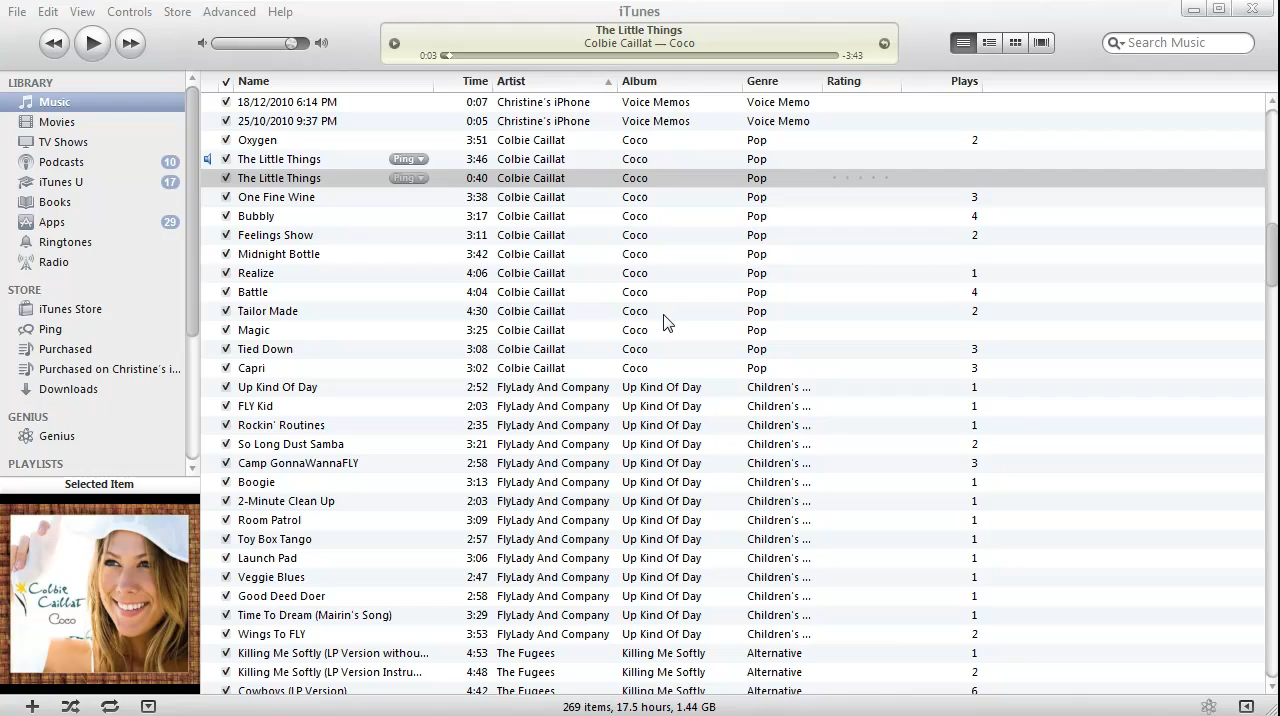 File Edit View Controls Store Advanced Help
iTunes
The Little Things
Colbie Caillat — Coco
0:03 -3:43
Search Music
LIBRARY
Music
Movies
TV Shows
Podcasts 10
iTunes U 17
Books
Apps 29
Ringtones
Radio
STORE
iTunes Store
Ping
Purchased
Purchased on Christine's i...
Downloads
GENIUS
Genius
PLAYLISTS
Selected Item
Colbie
Caillat
Coco
Name Time Artist Album Genre Rating Plays
18/12/2010 6:14 PM 0:07 Christine's iPhone Voice Memos Voice Memo
25/10/2010 9:37 PM 0:05 Christine's iPhone Voice Memos Voice Memo
Oxygen 3:51 Colbie Caillat Coco Pop 2
The Little Things Ping 3:46 Colbie Caillat Coco Pop
The Little Things Ping 0:40 Colbie Caillat Coco Pop
One Fine Wine 3:38 Colbie Caillat Coco Pop 3
Bubbly 3:17 Colbie Caillat Coco Pop 4
Feelings Show 3:11 Colbie Caillat Coco Pop 2
Midnight Bottle 3:42 Colbie Caillat Coco Pop
Realize 4:06 Colbie Caillat Coco Pop 1
Battle 4:04 Colbie Caillat Coco Pop 4
Tailor Made 4:30 Colbie Caillat Coco Pop 2
Magic 3:25 Colbie Caillat Coco Pop
Tied Down 3:08 Colbie Caillat Coco Pop 3
Capri 3:02 Colbie Caillat Coco Pop 3
Up Kind Of Day 2:52 FlyLady And Company Up Kind Of Day Children's ... 1
FLY Kid 2:03 FlyLady And Company Up Kind Of Day Children's ... 1
Rockin' Routines 2:35 FlyLady And Company Up Kind Of Day Children's ... 1
So Long Dust Samba 3:21 FlyLady And Company Up Kind Of Day Children's ... 2
Camp GonnaWannaFLY 2:58 FlyLady And Company Up Kind Of Day Children's ... 3
Boogie 3:13 FlyLady And Company Up Kind Of Day Children's ... 1
2-Minute Clean Up 2:03 FlyLady And Company Up Kind Of Day Children's ... 1
Room Patrol 3:09 FlyLady And Company Up Kind Of Day Children's ... 1
Toy Box Tango 2:57 FlyLady And Company Up Kind Of Day Children's ... 1
Launch Pad 3:06 FlyLady And Company Up Kind Of Day Children's ... 1
Veggie Blues 2:47 FlyLady And Company Up Kind Of Day Children's ... 1
Good Deed Doer 2:58 FlyLady And Company Up Kind Of Day Children's ... 1
Time To Dream (Mairin's Song) 3:29 FlyLady And Company Up Kind Of Day Children's ... 1
Wings To FLY 3:53 FlyLady And Company Up Kind Of Day Children's ... 2
Killing Me Softly (LP Version withou... 4:53 The Fugees Killing Me Softly Alternative 1
Killing Me Softly (LP Version Instru... 4:48 The Fugees Killing Me Softly Alternative 2
Cowboys (LP Version) 4:42 The Fugees Killing Me Softly Alternative 6
269 items, 17.5 hours, 1.44 GB